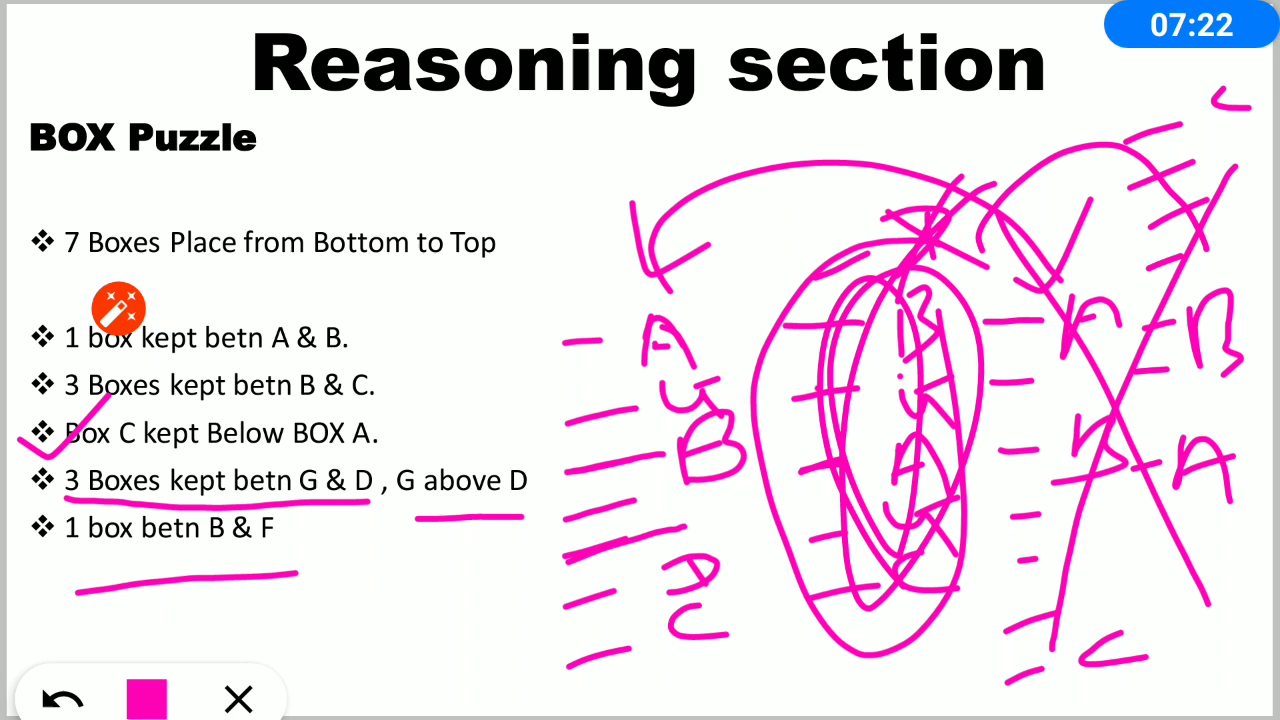 07:22
Reasoning section
BOX Puzzle
❖ 7 Boxes Place from Bottom to Top
❖ 1 box kept betn A & B.
❖ 3 Boxes kept betn B & C.
❖ Box C kept Below BOX A.
❖ 3 Boxes kept betn G & D , G above D
❖ 1 box betn B & F
C
A
B
A
B
G
B
A
B
A
D
C
C